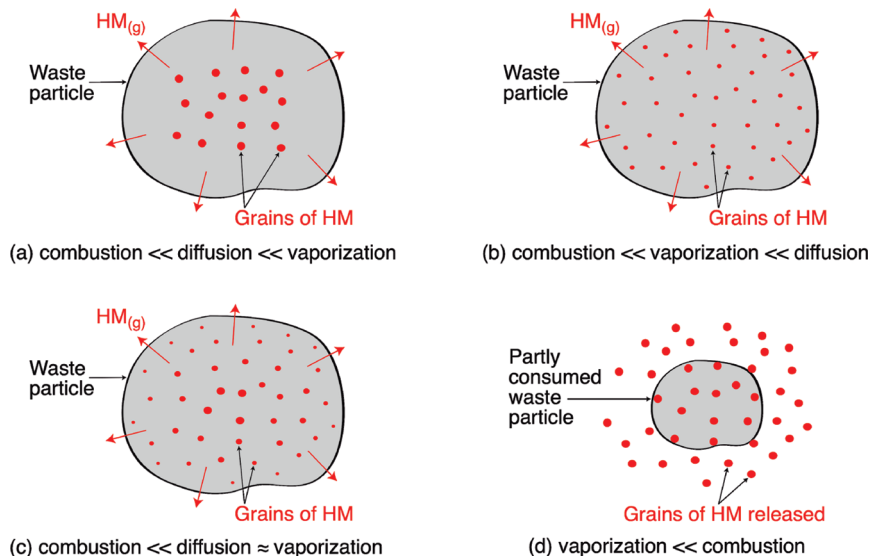 HM(g)
Waste
particle
Grains of HM
(a) combustion << diffusion << vaporization
HM(g)
Waste
particle
Grains of HM
(b) combustion << vaporization << diffusion
HM(g)
Waste
particle
Grains of HM
(c) combustion << diffusion ≈ vaporization
Partly
consumed
waste
particle
Grains of HM released
(d) vaporization << combustion